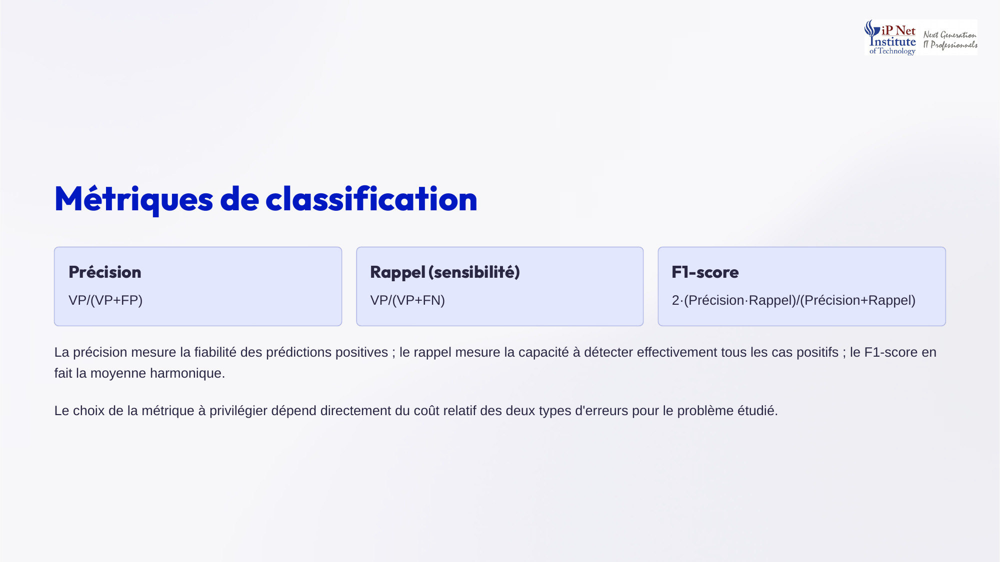 iP Net
Institute
of Technology
Next Generation
IT Professionnels
Métriques de classification
Précision
VP/(VP+FP)
Rappel (sensibilité)
VP/(VP+FN)
F1-score
2·(Précision·Rappel)/(Précision+Rappel)
La précision mesure la fiabilité des prédictions positives ; le rappel mesure la capacité à détecter effectivement tous les cas positifs ; le F1-score en
fait la moyenne harmonique.
Le choix de la métrique à privilégier dépend directement du coût relatif des deux types d'erreurs pour le problème étudié.